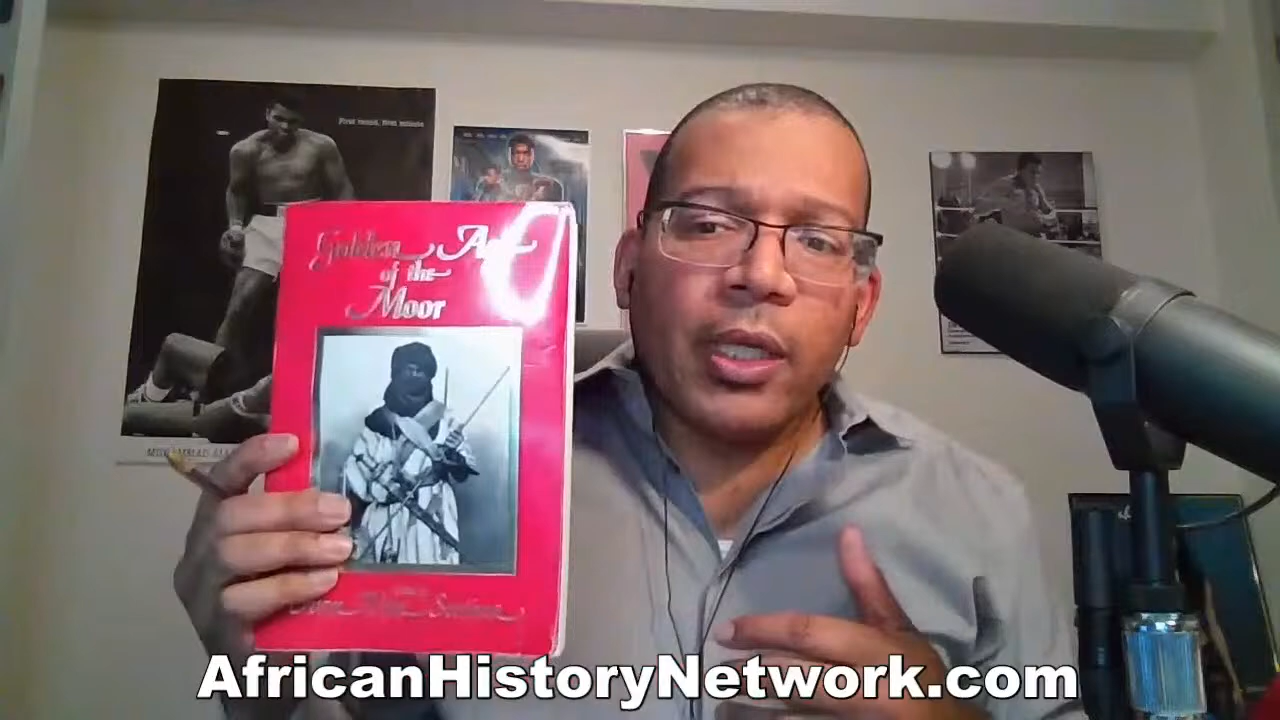 First round, first minute
Golden Age
of the
Moor
AfricanHistoryNetwork.com